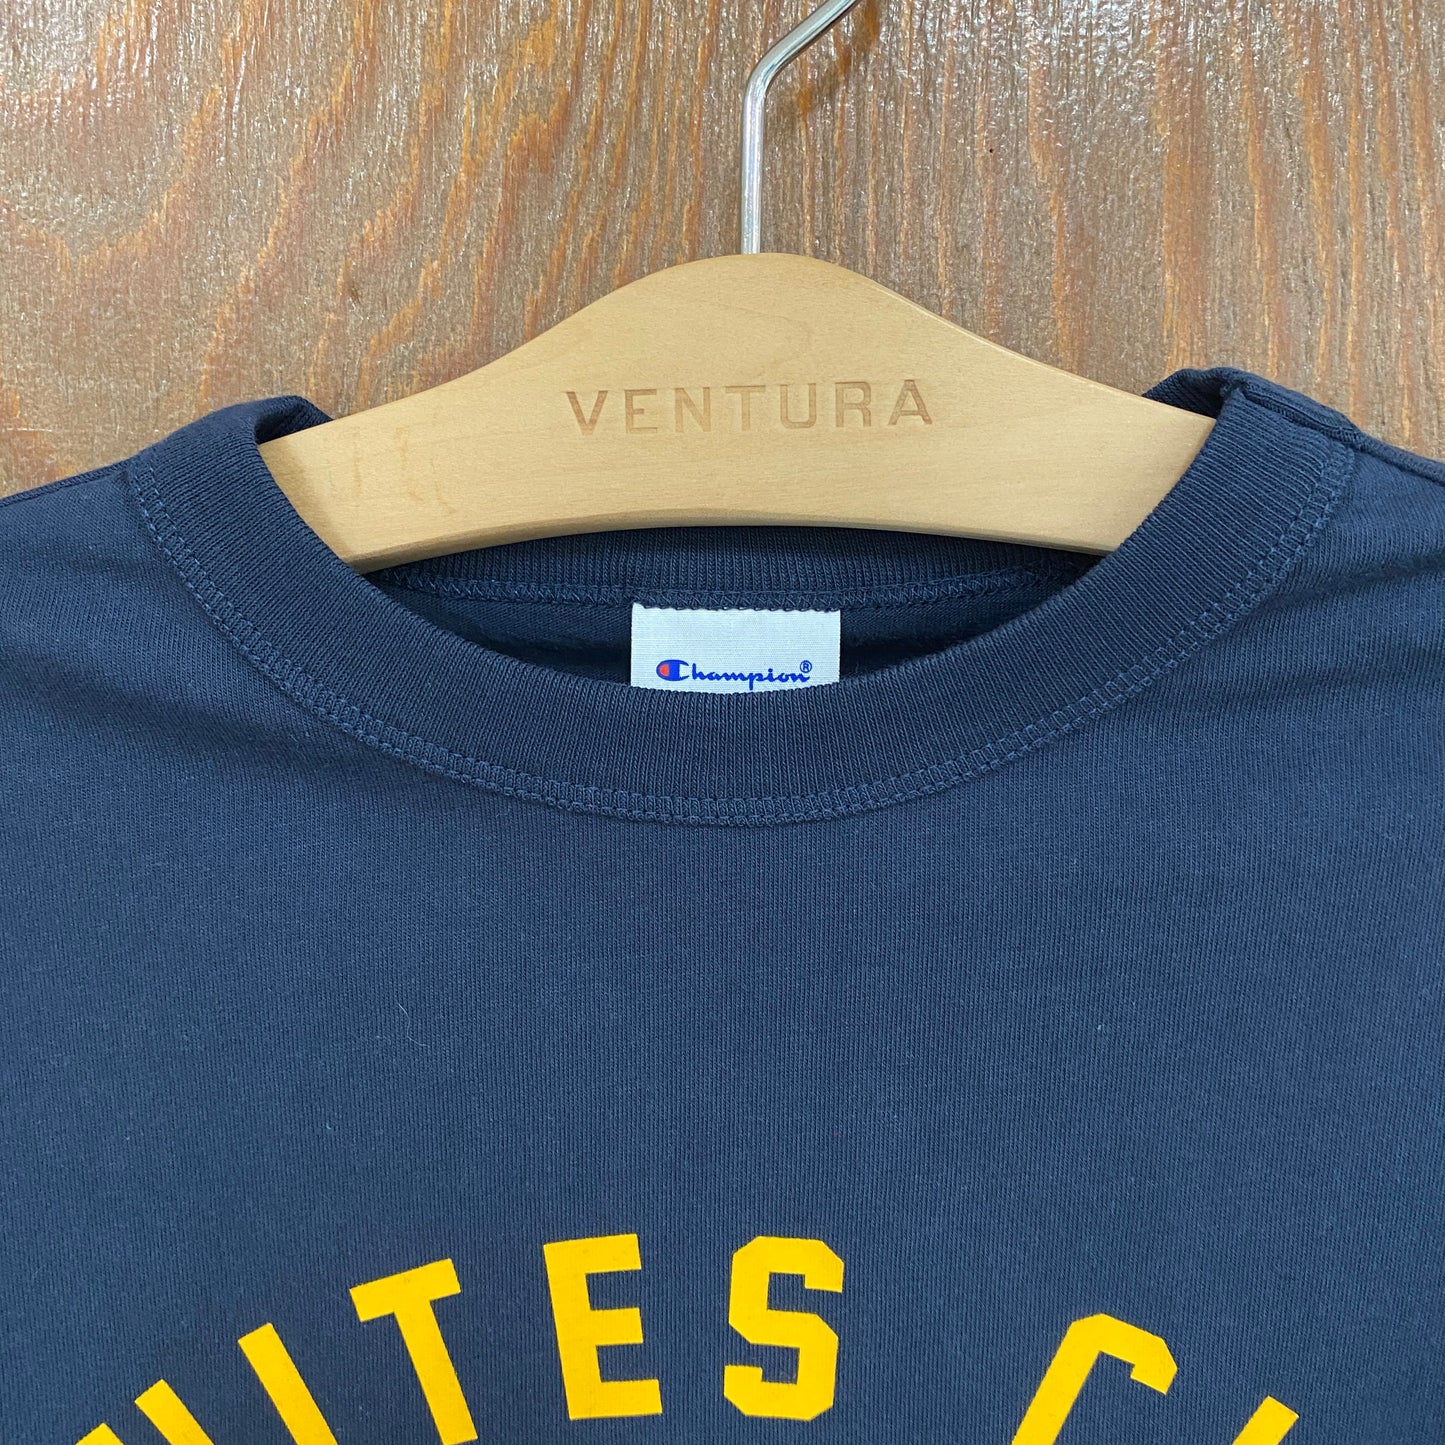 VENTURA
Champion®
ITES C